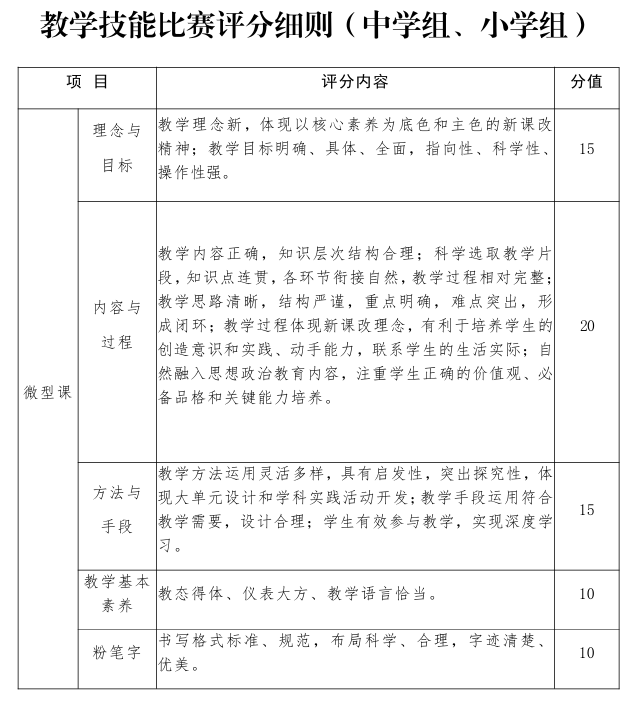 教学技能比赛评分细则（中学组、小学组）
项 目
评分内容
分值
微型课
理念与
目标
教学理念新，体现以核心素养为底色和主色的新课改
精神；教学目标明确、具体、全面，指向性、科学性、
操作性强。
15
内容与
过程
教学内容正确，知识层次结构合理；科学选取教学片
段，知识点连贯，各环节衔接自然，教学过程相对完整；
教学思路清晰，结构严谨，重点明确，难点突出，形
成闭环；教学过程体现新课改理念，有利于培养学生的
创造意识和实践、动手能力，联系学生的生活实际；自
然融入思想政治教育内容，注重学生正确的价值观、必
备品格和关键能力培养。
20
方法与
手段
教学方法运用灵活多样，具有启发性，突出探究性，体
现大单元设计和学科实践活动开发；教学手段运用符合
教学需要，设计合理；学生有效参与教学，实现深度学
习。
15
教学基本
素养
教态得体、仪表大方、教学语言恰当。
10
粉笔字
书写格式标准、规范，布局科学、合理，字迹清楚、
优美。
10